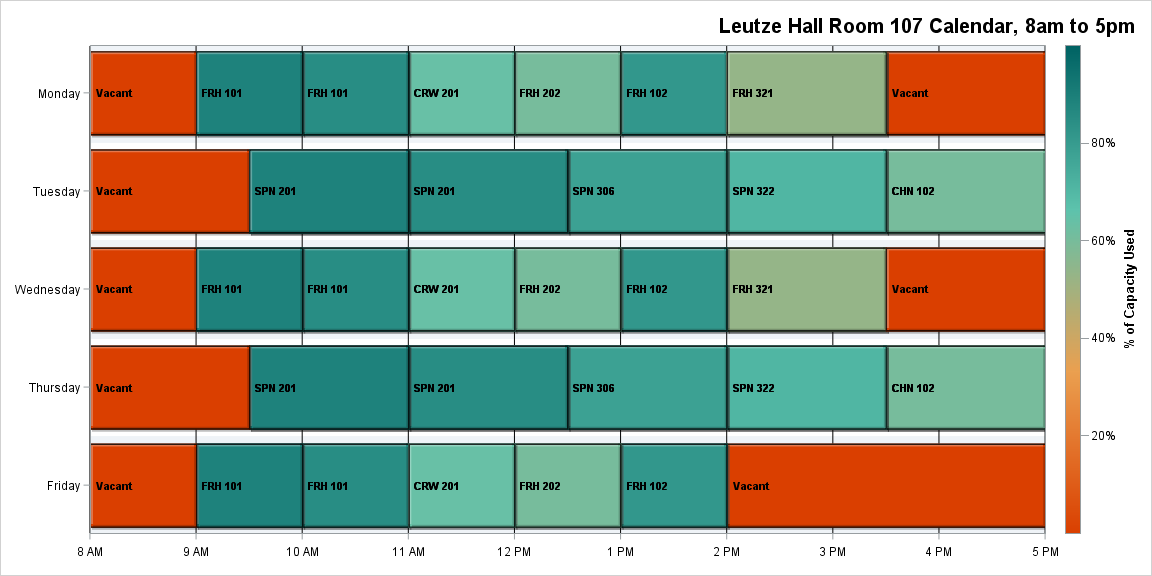 Leutze Hall Room 107 Calendar, 8am to 5pm
Monday
Vacant
FRH 101
FRH 101
CRW 201
FRH 202
FRH 102
FRH 321
Vacant
Tuesday
Vacant
SPN 201
SPN 201
SPN 306
SPN 322
CHN 102
Wednesday
Vacant
FRH 101
FRH 101
CRW 201
FRH 202
FRH 102
FRH 321
Vacant
Thursday
Vacant
SPN 201
SPN 201
SPN 306
SPN 322
CHN 102
Friday
Vacant
FRH 101
FRH 101
CRW 201
FRH 202
FRH 102
Vacant
8 AM
9 AM
10 AM
11 AM
12 PM
1 PM
2 PM
3 PM
4 PM
5 PM
80%
60%
40%
20%
% of Capacity Used